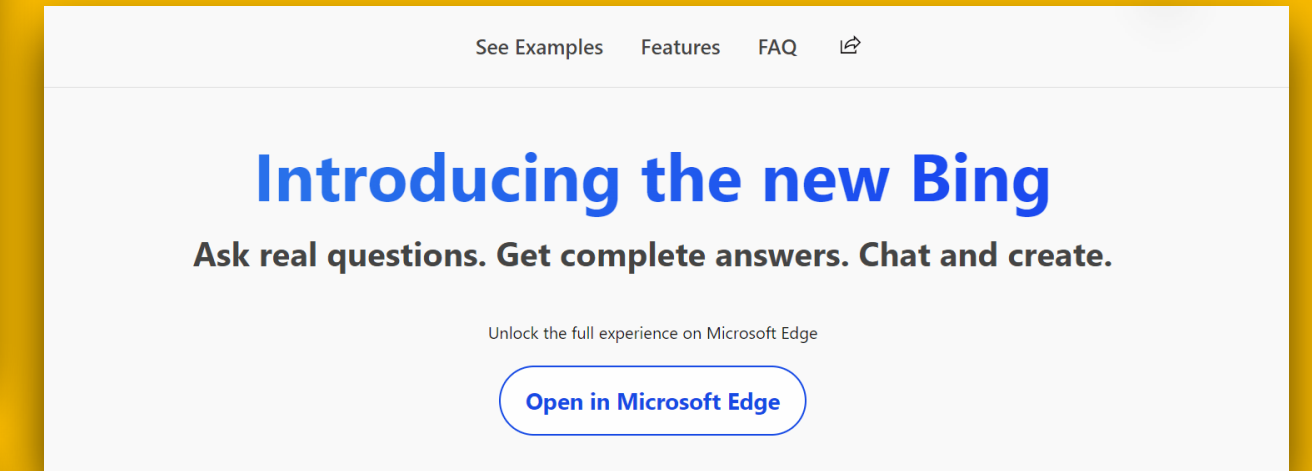 See Examples Features FAQ
Introducing the new Bing
Ask real questions. Get complete answers. Chat and create.
Unlock the full experience on Microsoft Edge
Open in Microsoft Edge